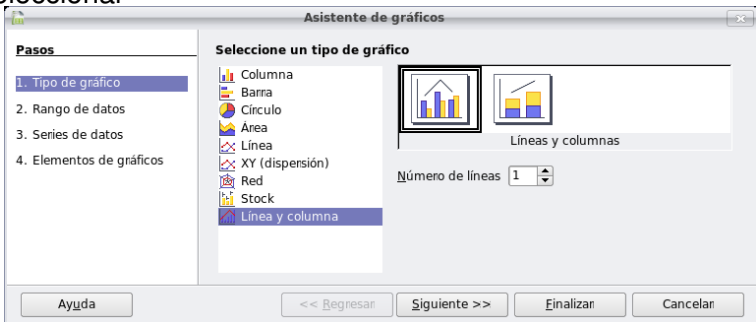 eleccionar
Asistente de gráficos
Pasos
1. Tipo de gráfico
2. Rango de datos
3. Series de datos
4. Elementos de gráficos
Seleccione un tipo de gráfico
Columna
Barra
Círculo
Área
Línea
XY (dispersión)
Red
Stock
Línea y columna
Líneas y columnas
Número de líneas 1
Ayuda
<< Regresar
Siguiente >>
Finalizar
Cancelar